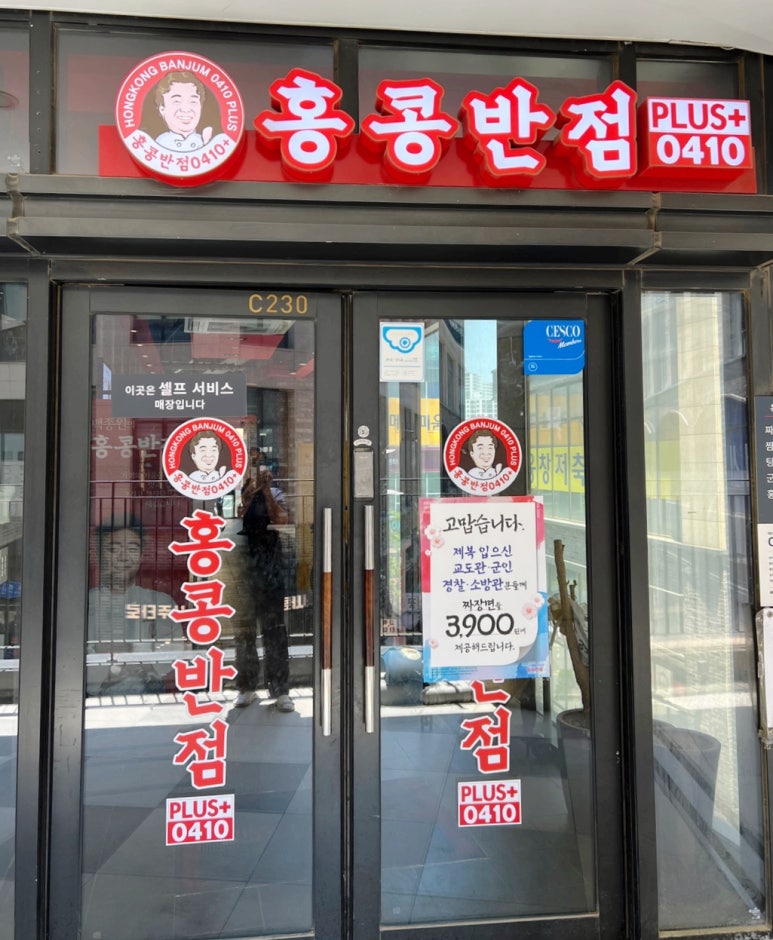 HONGKONG BANJUM 0410 PLUS
홍콩반점0410+
홍콩반점
PLUS+
0410
C230
이곳은 셀프 서비스
매장입니다
HONGKONG BANJUM 0410 PLUS
홍콩반점0410+
홍콩반점
PLUS+
0410
CESCO
Members
HONGKONG BANJUM 0410 PLUS
홍콩반점0410+
고맙습니다.
제복 입으신
교도관·군인
경찰·소방관분들께
짜장면을
3,900원에
제공해드립니다.
반점
PLUS+
0410